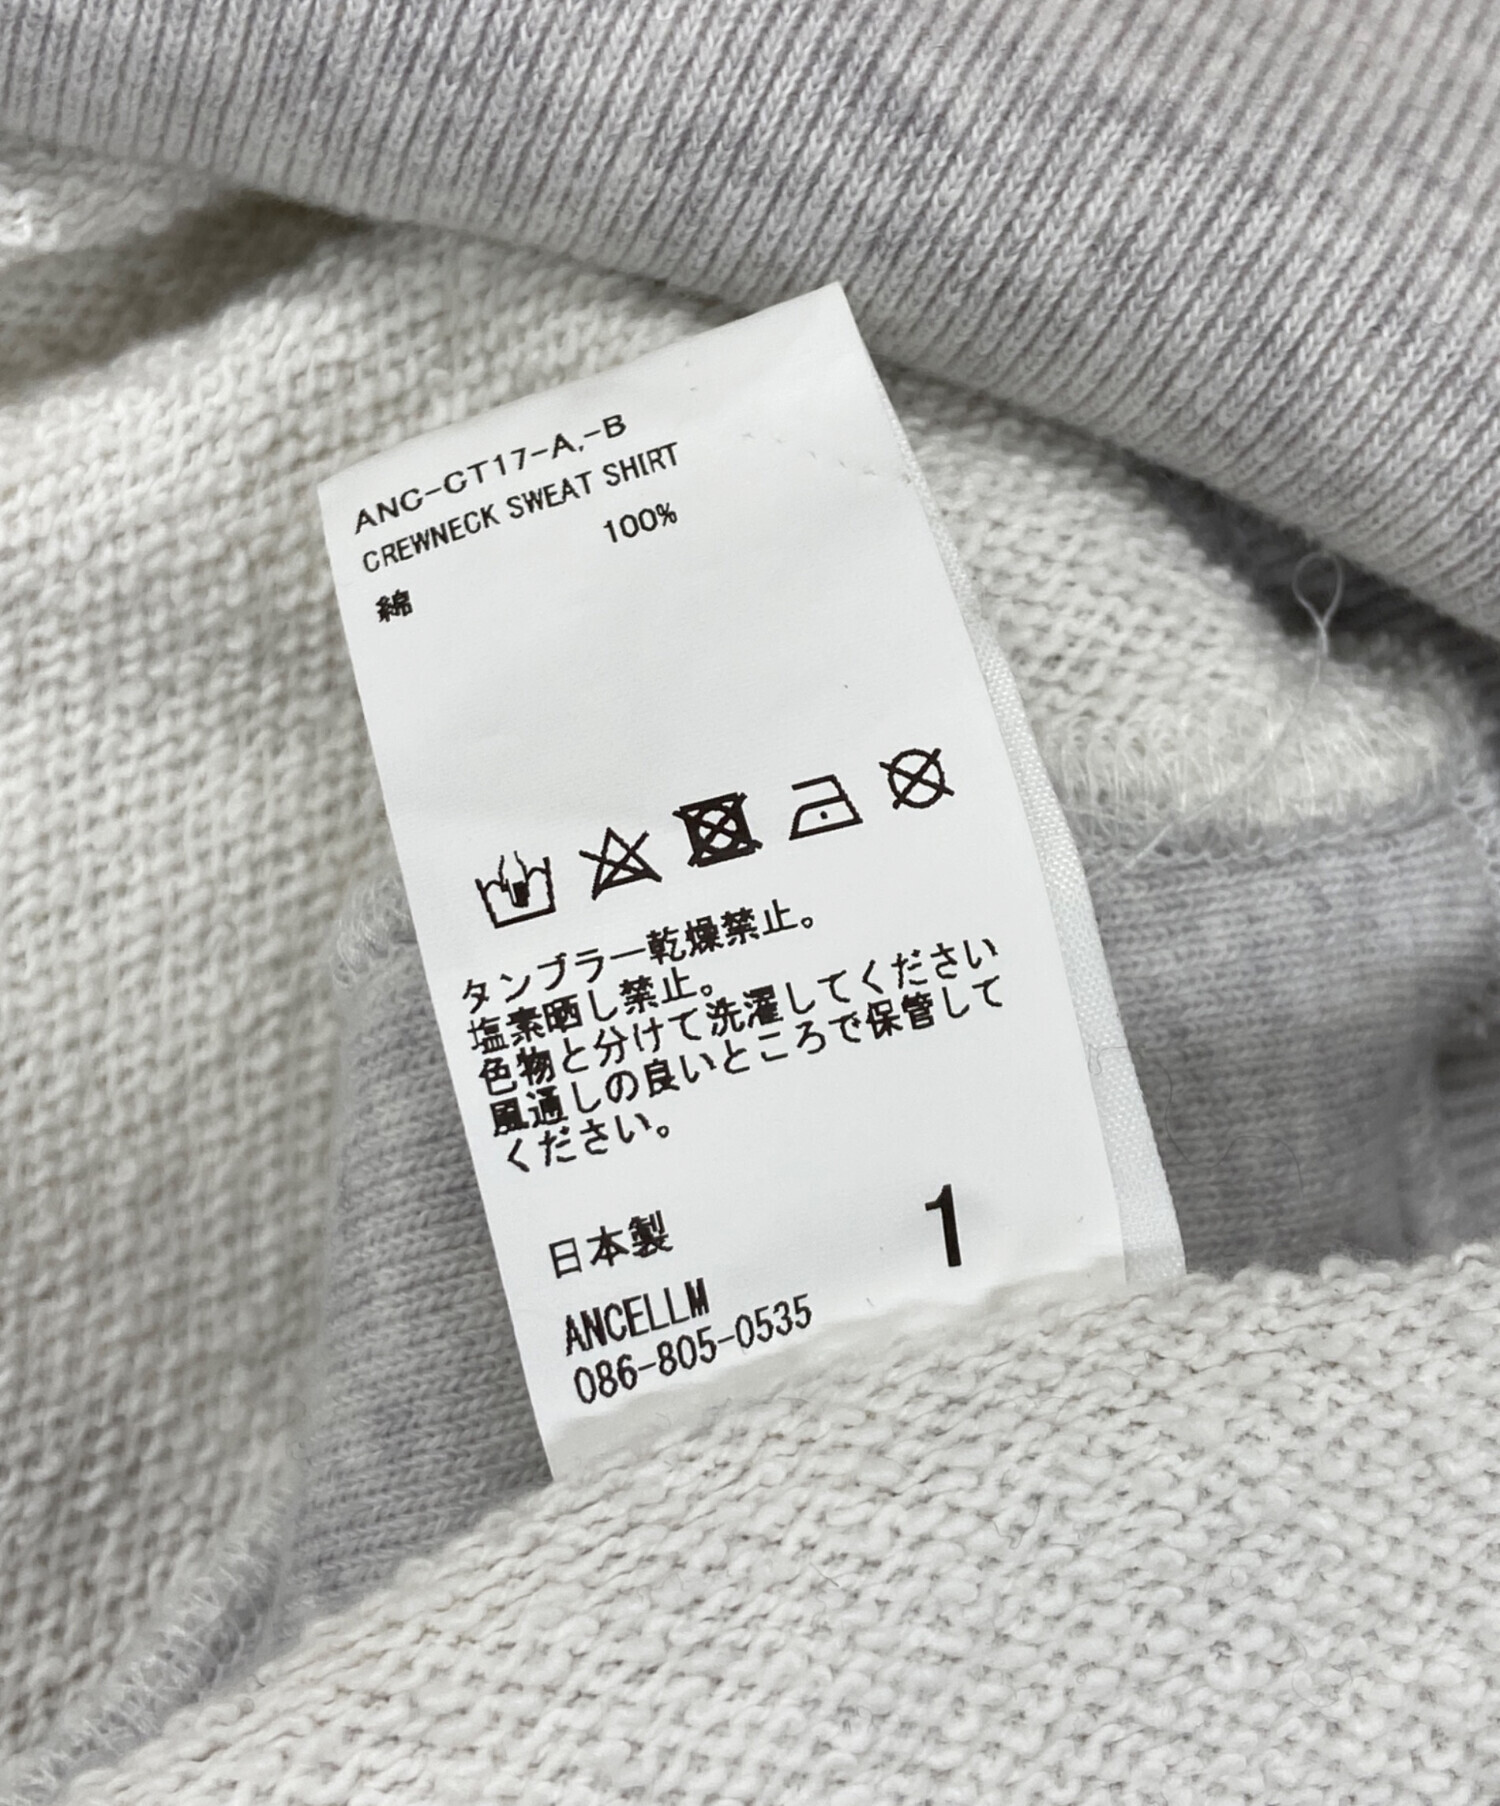 ANC-CT17-A,-B
CREWNECK SWEAT SHIRT
綿 100%
タンブラー乾燥禁止。
塩素晒し禁止。
色物と分けて洗濯してください
風通しの良いところで保管して
ください。
日本製 1
ANCELLM
086-805-0535